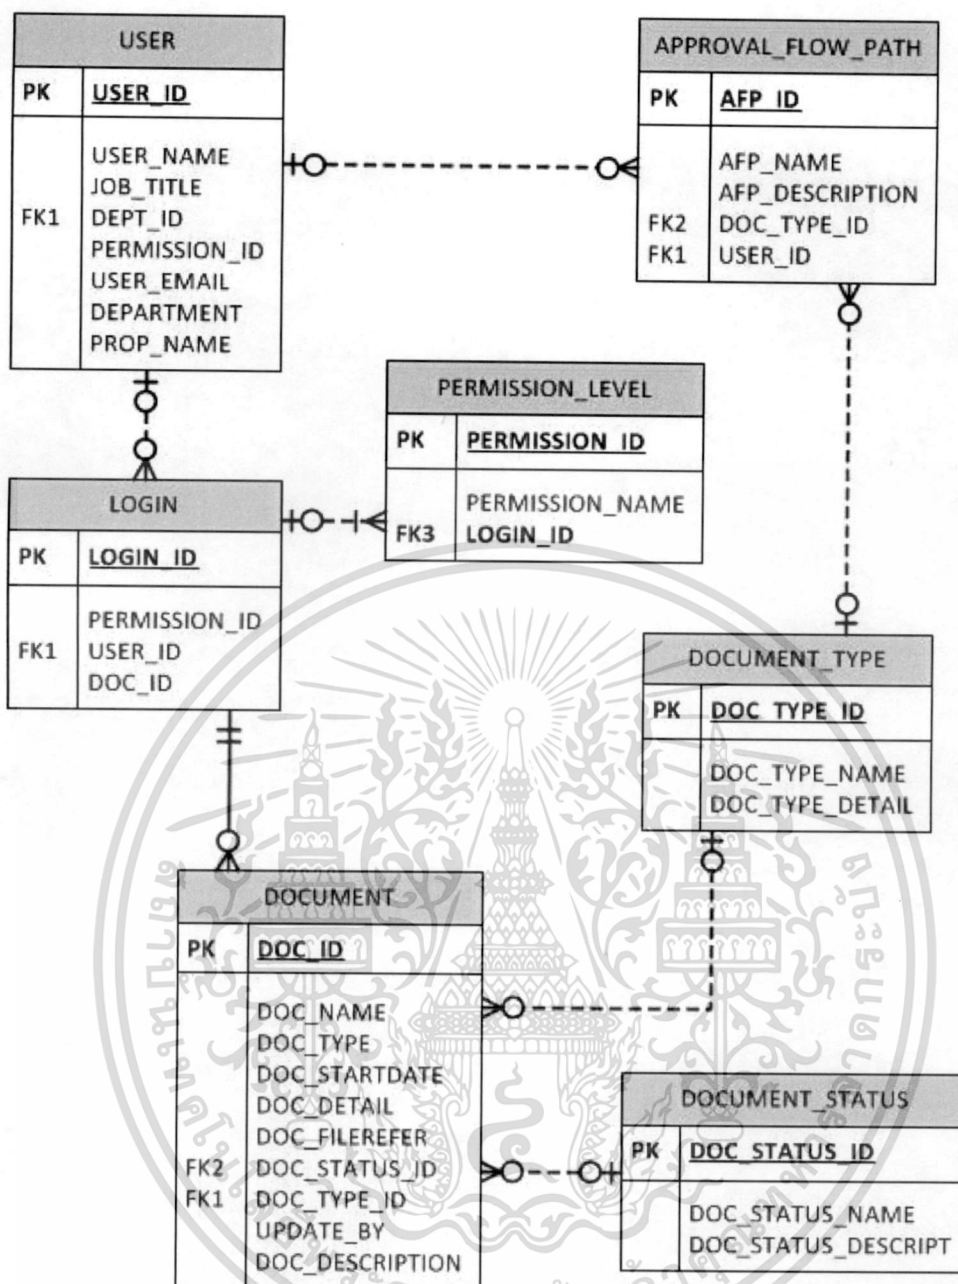 USER
PK USER_ID
USER_NAME
JOB_TITLE
FK1 DEPT_ID
PERMISSION_ID
USER_EMAIL
DEPARTMENT
PROP_NAME
APPROVAL_FLOW_PATH
PK AFP_ID
AFP_NAME
AFP_DESCRIPTION
FK2 DOC_TYPE_ID
FK1 USER_ID
PERMISSION_LEVEL
PK PERMISSION_ID
PERMISSION_NAME
FK3 LOGIN_ID
LOGIN
PK LOGIN_ID
PERMISSION_ID
FK1 USER_ID
DOC_ID
DOCUMENT_TYPE
PK DOC_TYPE_ID
DOC_TYPE_NAME
DOC_TYPE_DETAIL
DOCUMENT
PK DOC_ID
DOC_NAME
DOC_TYPE
DOC_STARTDATE
DOC_DETAIL
DOC_FILEREFER
FK2 DOC_STATUS_ID
FK1 DOC_TYPE_ID
UPDATE_BY
DOC_DESCRIPTION
DOCUMENT_STATUS
PK DOC_STATUS_ID
DOC_STATUS_NAME
DOC_STATUS_DESCRIPT